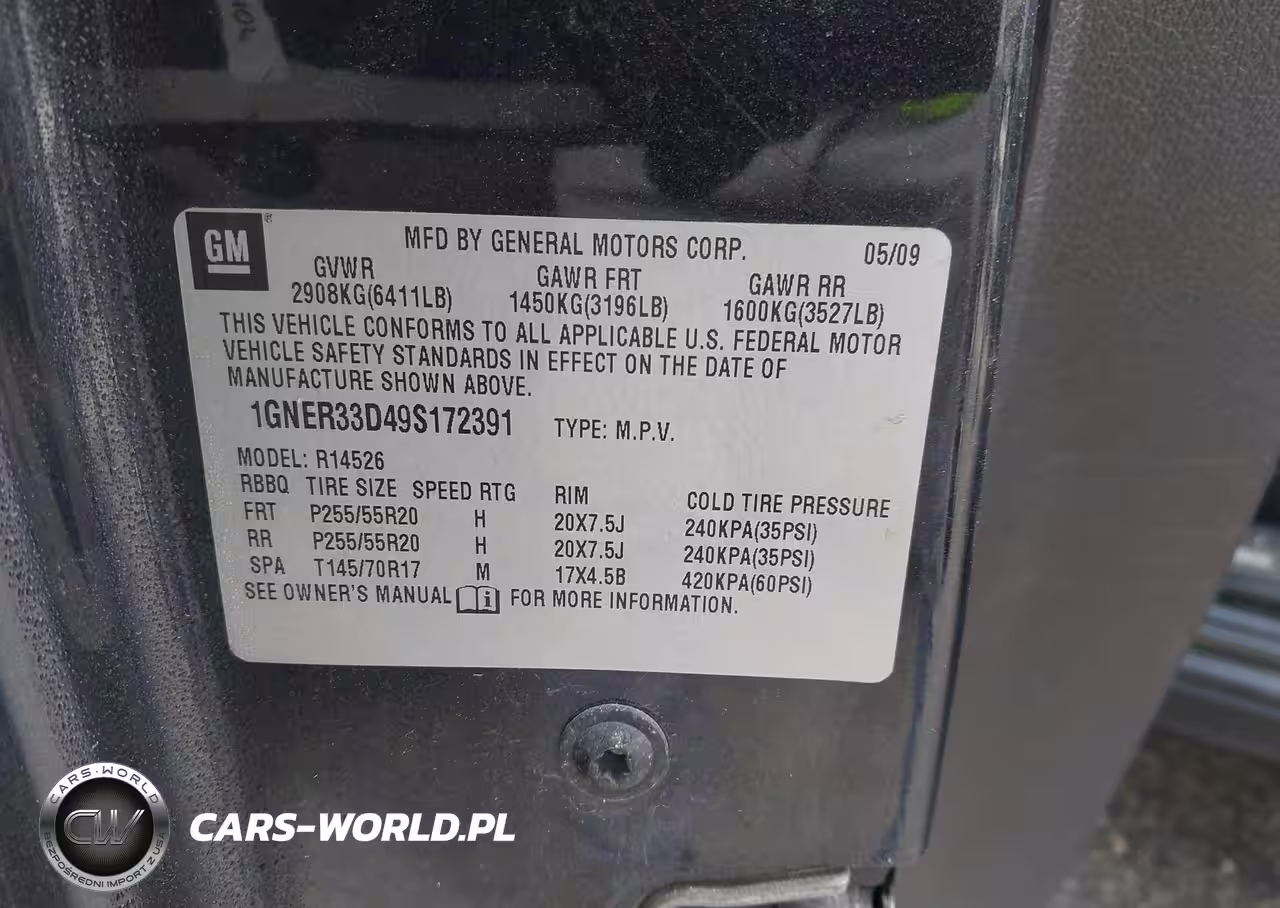 GM®
MFD BY GENERAL MOTORS CORP. 05/09
GVWR GAWR FRT GAWR RR
2908KG(6411LB) 1450KG(3196LB) 1600KG(3527LB)
THIS VEHICLE CONFORMS TO ALL APPLICABLE U.S. FEDERAL MOTOR
VEHICLE SAFETY STANDARDS IN EFFECT ON THE DATE OF
MANUFACTURE SHOWN ABOVE.
1GNER33D49S172391 TYPE: M.P.V.
MODEL: R14526
RBBQ TIRE SIZE SPEED RTG RIM COLD TIRE PRESSURE
FRT P255/55R20 H 20X7.5J 240KPA(35PSI)
RR P255/55R20 H 20X7.5J 240KPA(35PSI)
SPA T145/70R17 M 17X4.5B 420KPA(60PSI)
SEE OWNER'S MANUAL i FOR MORE INFORMATION.
CARS-WORLD
CW
BEZPOŚREDNI IMPORT Z USA
CARS-WORLD.PL